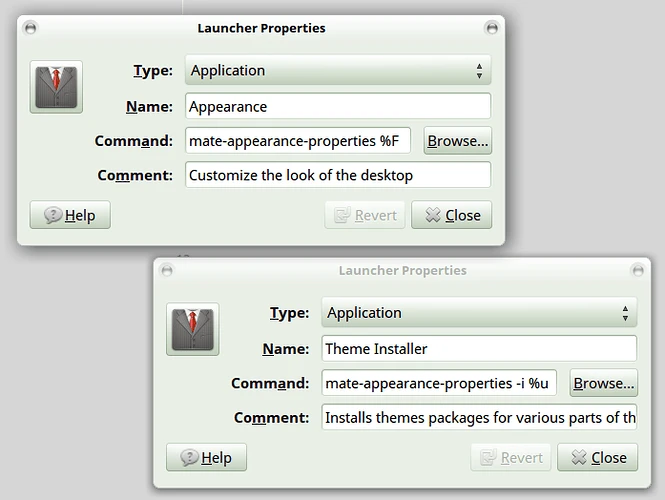 Launcher Properties
Type: Application
Name: Appearance
Command: mate-appearance-properties %F Browse...
Comment: Customize the look of the desktop
Help Revert Close
Launcher Properties
Type: Application
Name: Theme Installer
Command: mate-appearance-properties -i %u Browse...
Comment: Installs themes packages for various parts of th
Help Revert Close